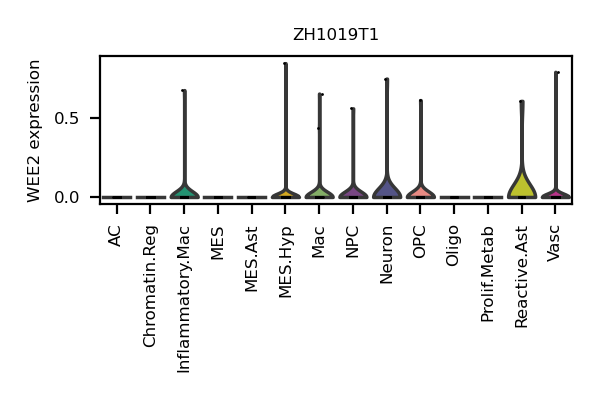 ZH1019T1
WEE2 expression
0.5
0.0
AC
Chromatin.Reg
Inflammatory.Mac
MES
MES.Ast
MES.Hyp
Mac
NPC
Neuron
OPC
Oligo
Prolif.Metab
Reactive.Ast
Vasc